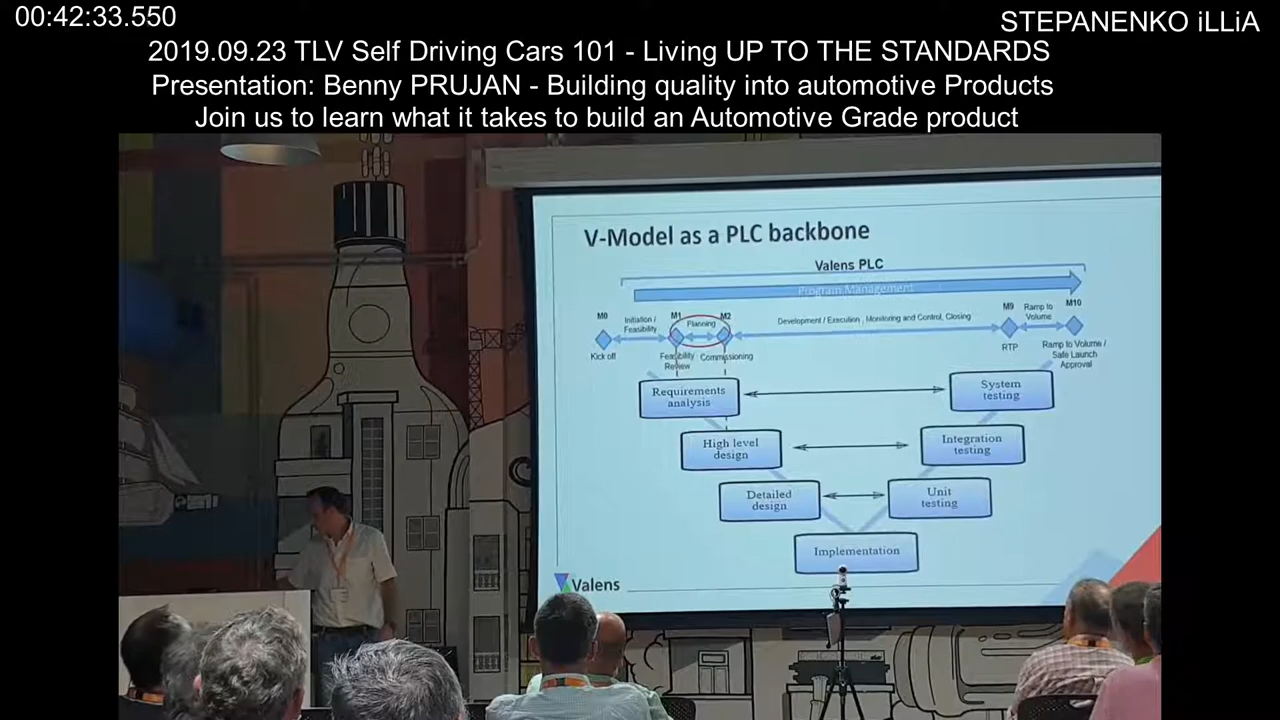 00:42:33.550
STEPANENKO iLLiA
2019.09.23 TLV Self Driving Cars 101 - Living UP TO THE STANDARDS
Presentation: Benny PRUJAN - Building quality into automotive Products
Join us to learn what it takes to build an Automotive Grade product
V-Model as a PLC backbone
Valens PLC
Program Management
M0
Initiation /
Feasibility
M1
Planning
M2
Development / Execution , Monitoring and Control, Closing
M9
Ramp to
Volume
M10
Kick off
Feasibility
Review
Commissioning
RTP
Ramp to Volume /
Safe Launch
Approval
Requirements
analysis
System
testing
High level
design
Integration
testing
Detailed
design
Unit
testing
Implementation
Valens